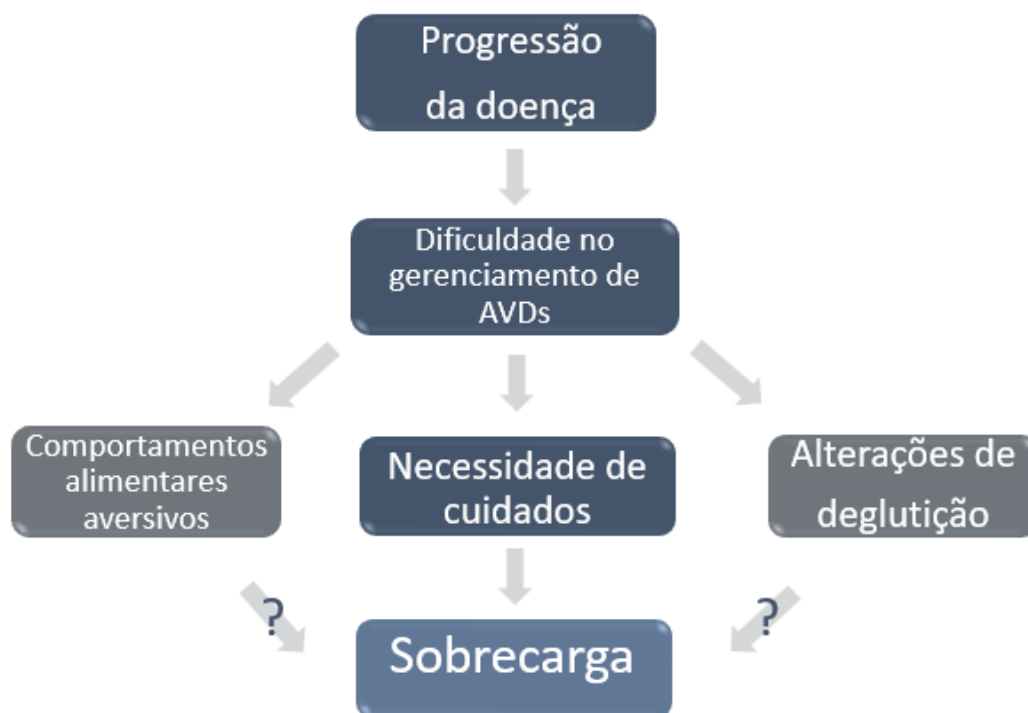 Progressão
da doença
Dificuldade no
gerenciamento de
AVDs
Comportamentos
alimentares
aversivos
Necessidade de
cuidados
Alterações de
deglutição
?
?
Sobrecarga